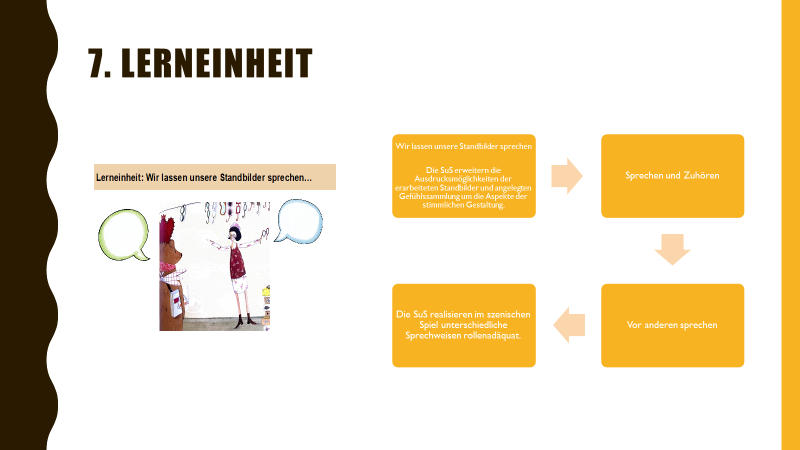 7. LERNEINHEIT
Lerneinheit: Wir lassen unsere Standbilder sprechen...
Wir lassen unsere Standbilder sprechen
Die SuS erweitern die
Ausdrucksmöglichkeiten der
erarbeiteten Standbilder und angelegten
Gefühlssammlung um die Aspekte der
stimmlichen Gestaltung.
Sprechen und Zuhören
Vor anderen sprechen
Die SuS realisieren im szenischen
Spiel unterschiedliche
Sprechweisen rollenadäquat.